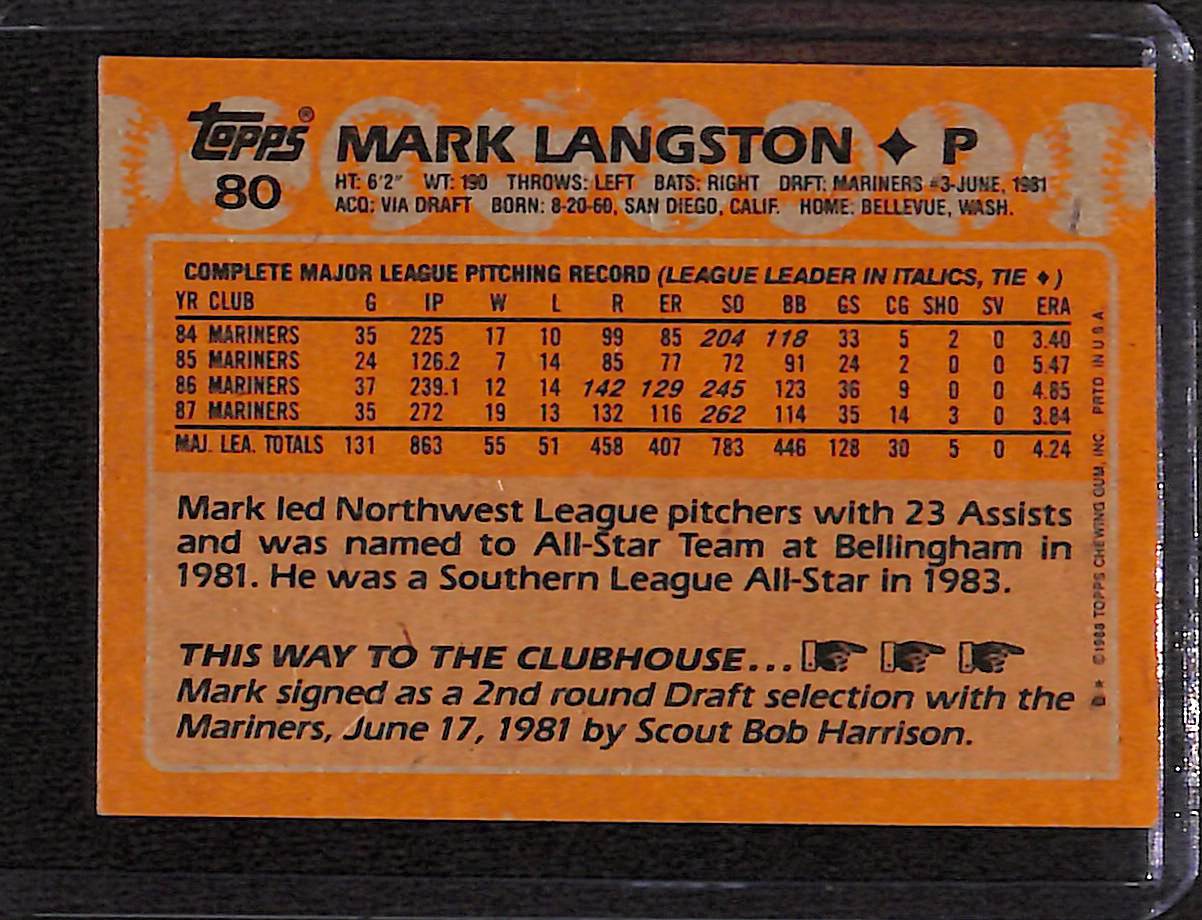 topps® MARK LANGSTON ✦ P
80
HT: 6'2" WT: 190 THROWS: LEFT BATS: RIGHT DRFT: MARINERS #3-JUNE, 1981
ACQ: VIA DRAFT BORN: 8-20-60, SAN DIEGO, CALIF. HOME: BELLEVUE, WASH.
COMPLETE MAJOR LEAGUE PITCHING RECORD (LEAGUE LEADER IN ITALICS, TIE ♦)
YR CLUB G IP W L R ER SO BB GS CG SHO SV ERA
84 MARINERS 35 225 17 10 99 85 204 118 33 5 2 0 3.40
85 MARINERS 24 126.2 7 14 85 77 72 91 24 2 0 0 5.47
86 MARINERS 37 239.1 12 14 142 129 245 123 36 9 0 0 4.85
87 MARINERS 35 272 19 13 132 116 262 114 35 14 3 0 3.84
MAJ. LEA. TOTALS 131 863 55 51 458 407 783 446 128 30 5 0 4.24
Mark led Northwest League pitchers with 23 Assists
and was named to All-Star Team at Bellingham in
1981. He was a Southern League All-Star in 1983.
THIS WAY TO THE CLUBHOUSE...
Mark signed as a 2nd round Draft selection with the
Mariners, June 17, 1981 by Scout Bob Harrison.
D* ©1988 TOPPS CHEWING GUM, INC. PRTD IN U.S.A.